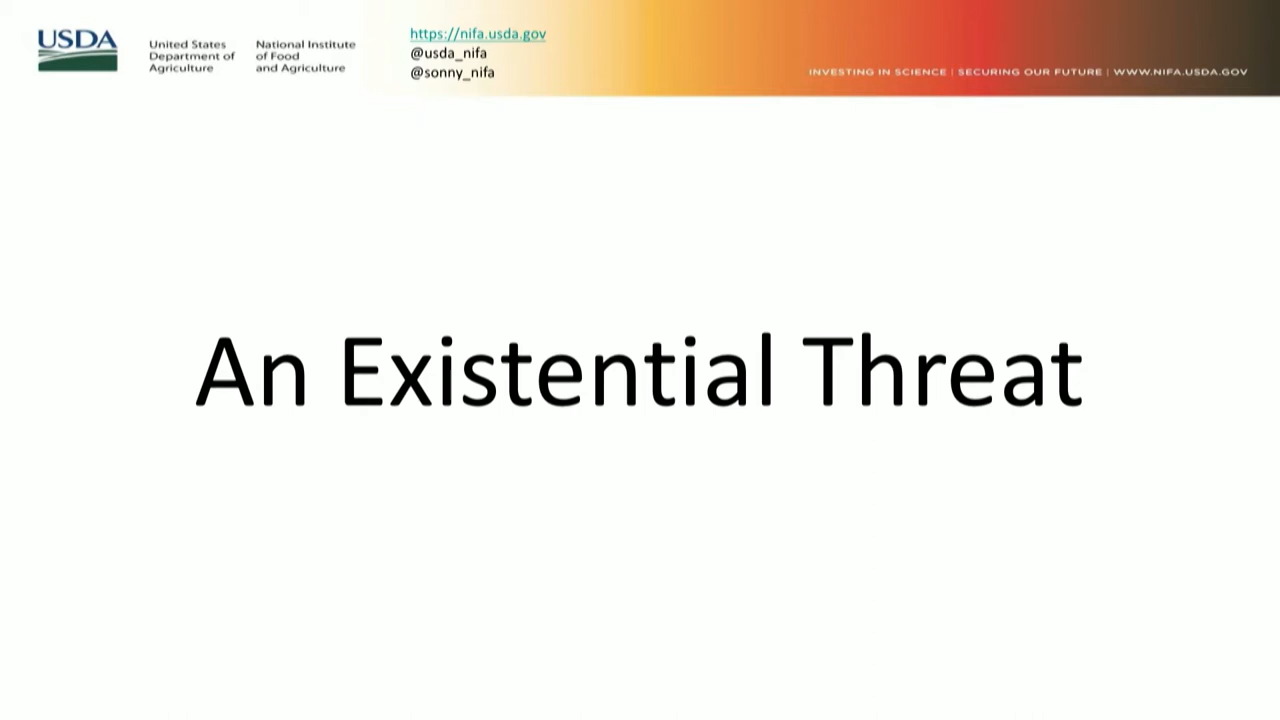 USDA
United States
Department of
Agriculture
National Institute
of Food
and Agriculture
https://nifa.usda.gov
@usda_nifa
@sonny_nifa
INVESTING IN SCIENCE | SECURING OUR FUTURE | WWW.NIFA.USDA.GOV
An Existential Threat